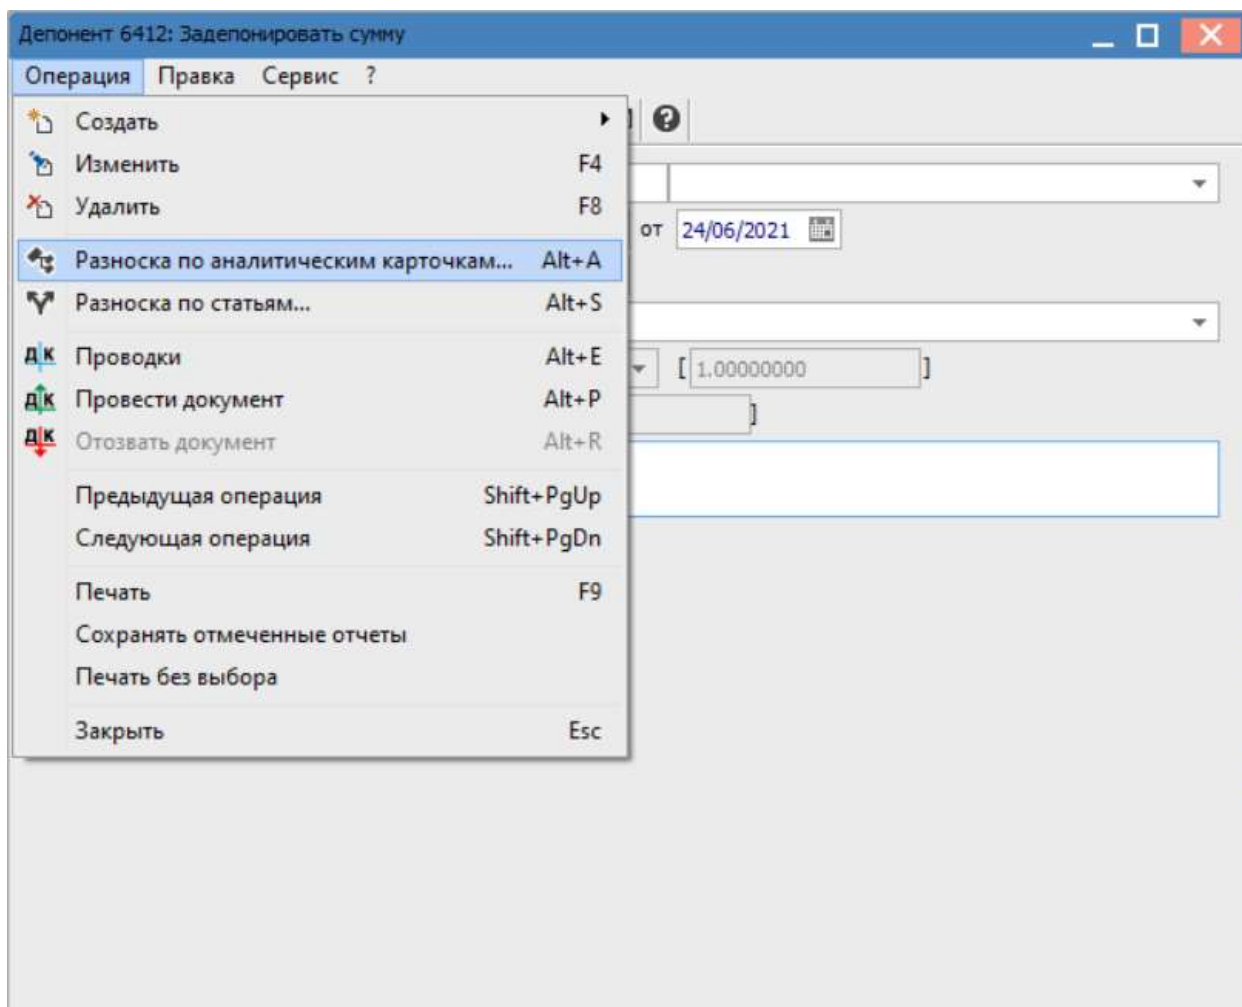 Депонент 6412: Задепонировать сумму
Операция Правка Сервис ?
Создать
Изменить F4
Удалить F8
от 24/06/2021
Разноска по аналитическим карточкам... Alt+A
Разноска по статьям... Alt+S
Д|К Проводки Alt+E
[ 1.00000000 ]
Д|К Провести документ Alt+P
]
Д|К Отозвать документ Alt+R
Предыдущая операция Shift+PgUp
Следующая операция Shift+PgDn
Печать F9
Сохранять отмеченные отчеты
Печать без выбора
Закрыть Esc